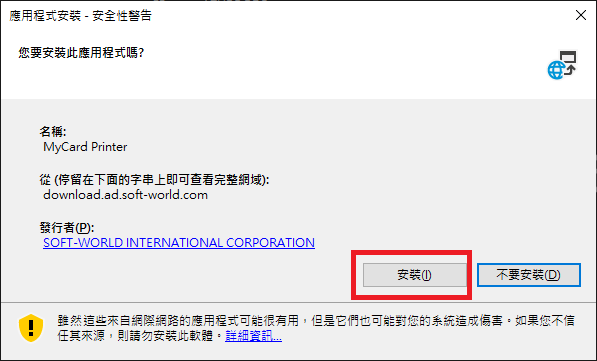 應用程式安裝 - 安全性警告
您要安裝此應用程式嗎?
名稱:
MyCard Printer
從 (停留在下面的字串上即可查看完整網域):
download.ad.soft-world.com
發行者(P):
SOFT-WORLD INTERNATIONAL CORPORATION
安裝(I) 不要安裝(D)
雖然這些來自網際網路的應用程式可能很有用，但是它們也可能對您的系統造成傷害。如果您不信
任其來源，則請勿安裝此軟體。詳細資訊...